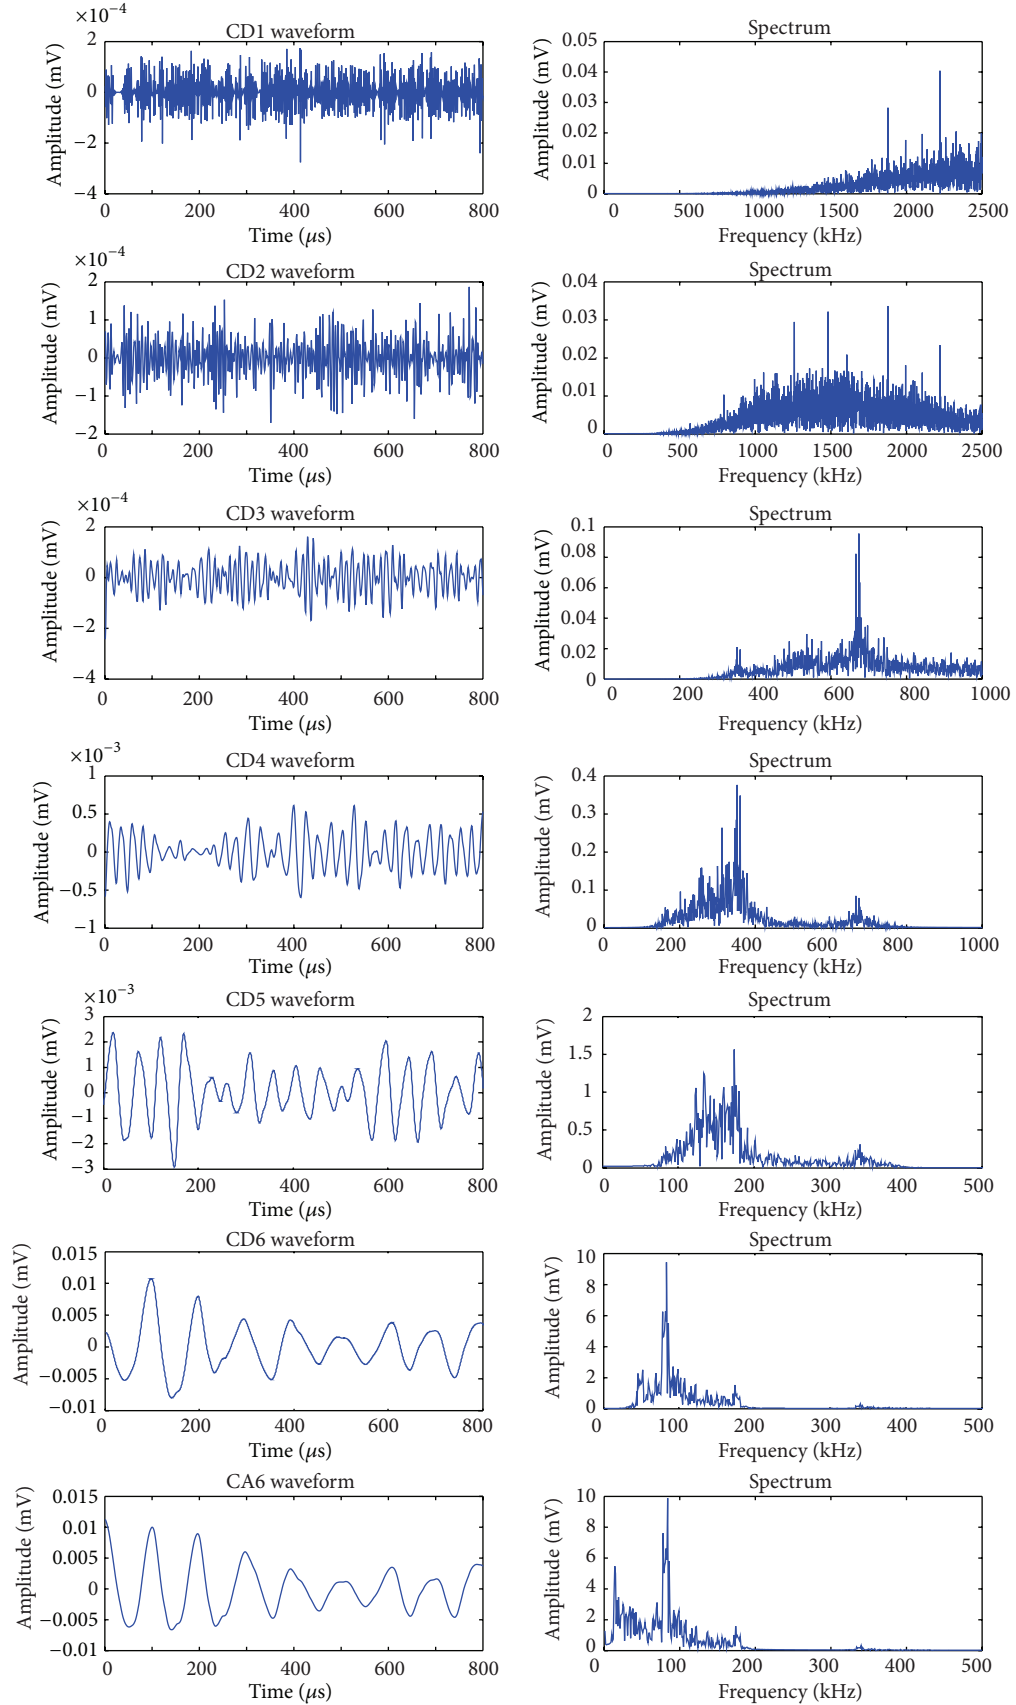 ×10−4
CD1 waveform
Amplitude (mV)
2
0
−2
−4
0 200 400 600 800
Time (μs)
Spectrum
Amplitude (mV)
0.05
0.04
0.03
0.02
0.01
0
0 500 1000 1500 2000 2500
Frequency (kHz)
×10−4
CD2 waveform
Amplitude (mV)
2
1
0
−1
−2
0 200 400 600 800
Time (μs)
Spectrum
Amplitude (mV)
0.04
0.03
0.02
0.01
0
0 500 1000 1500 2000 2500
Frequency (kHz)
×10−4
CD3 waveform
Amplitude (mV)
2
0
−2
−4
0 200 400 600 800
Time (μs)
Spectrum
Amplitude (mV)
0.1
0.08
0.06
0.04
0.02
0
0 200 400 600 800 1000
Frequency (kHz)
×10−3
CD4 waveform
Amplitude (mV)
1
0.5
0
−0.5
−1
0 200 400 600 800
Time (μs)
Spectrum
Amplitude (mV)
0.4
0.3
0.2
0.1
0
0 200 400 600 800 1000
Frequency (kHz)
×10−3
CD5 waveform
Amplitude (mV)
3
2
1
0
−1
−2
−3
0 200 400 600 800
Time (μs)
Spectrum
Amplitude (mV)
2
1.5
1
0.5
0
0 100 200 300 400 500
Frequency (kHz)
CD6 waveform
Amplitude (mV)
0.015
0.01
0.005
0
−0.005
−0.01
0 200 400 600 800
Time (μs)
Spectrum
Amplitude (mV)
10
8
6
4
2
0
0 100 200 300 400 500
Frequency (kHz)
CA6 waveform
Amplitude (mV)
0.015
0.01
0.005
0
−0.005
−0.01
0 200 400 600 800
Time (μs)
Spectrum
Amplitude (mV)
10
8
6
4
2
0
0 100 200 300 400 500
Frequency (kHz)